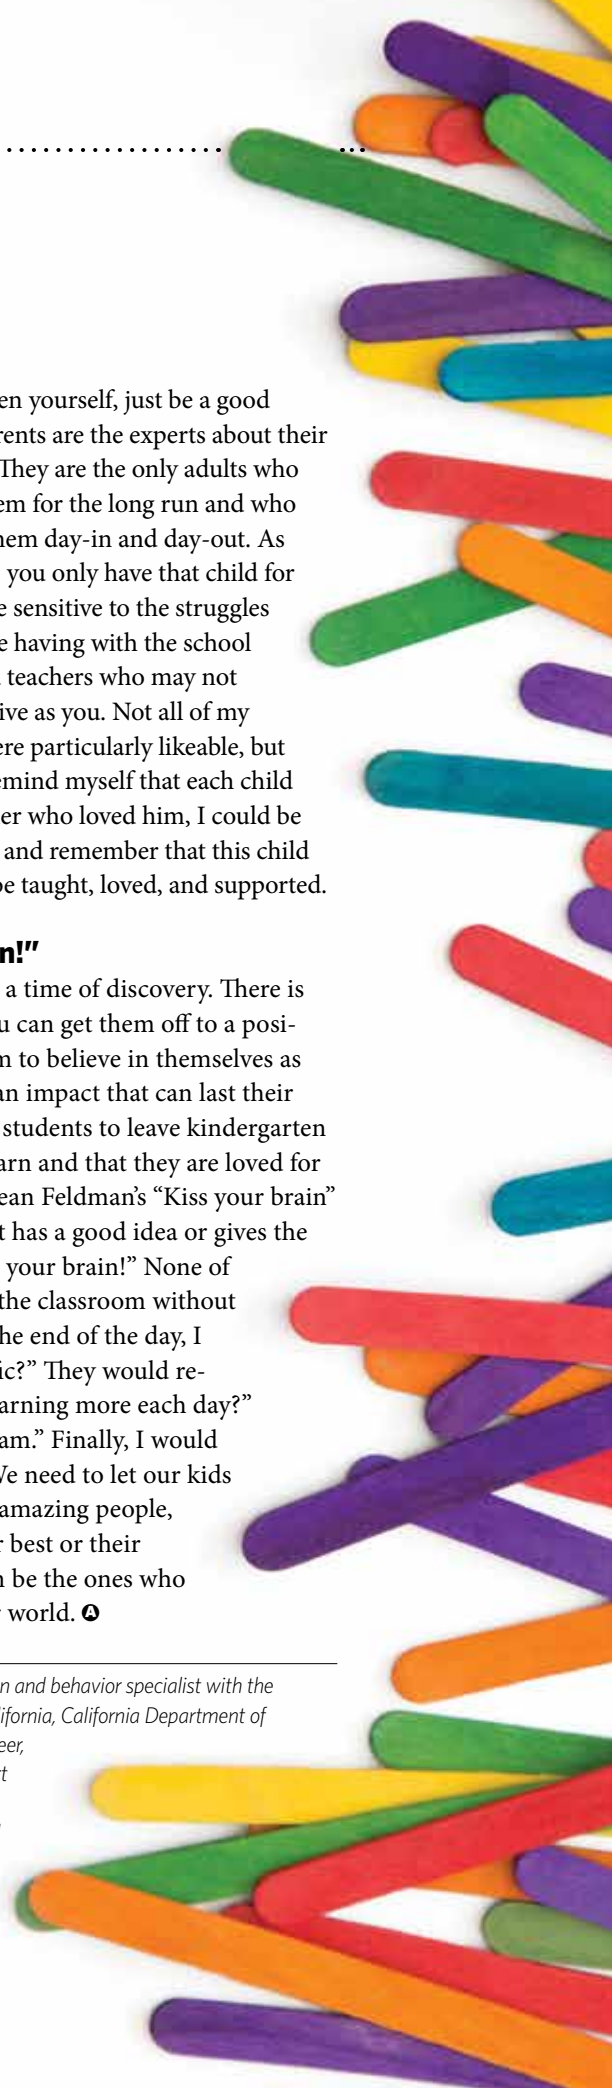 en yourself, just be a good
rents are the experts about their
They are the only adults who
em for the long run and who
hem day-in and day-out. As
you only have that child for
e sensitive to the struggles
e having with the school
teachers who may not
ive as you. Not all of my
ere particularly likeable, but
emind myself that each child
er who loved him, I could be
and remember that this child
be taught, loved, and supported.
n!”
a time of discovery. There is
u can get them off to a posi-
m to believe in themselves as
an impact that can last their
students to leave kindergarten
arn and that they are loved for
ean Feldman’s “Kiss your brain”
t has a good idea or gives the
your brain!” None of
the classroom without
he end of the day, I
ic?” They would re-
arning more each day?”
am.” Finally, I would
We need to let our kids
amazing people,
r best or their
n be the ones who
r world. A
n and behavior specialist with the
lifornia, California Department of
eer,
t